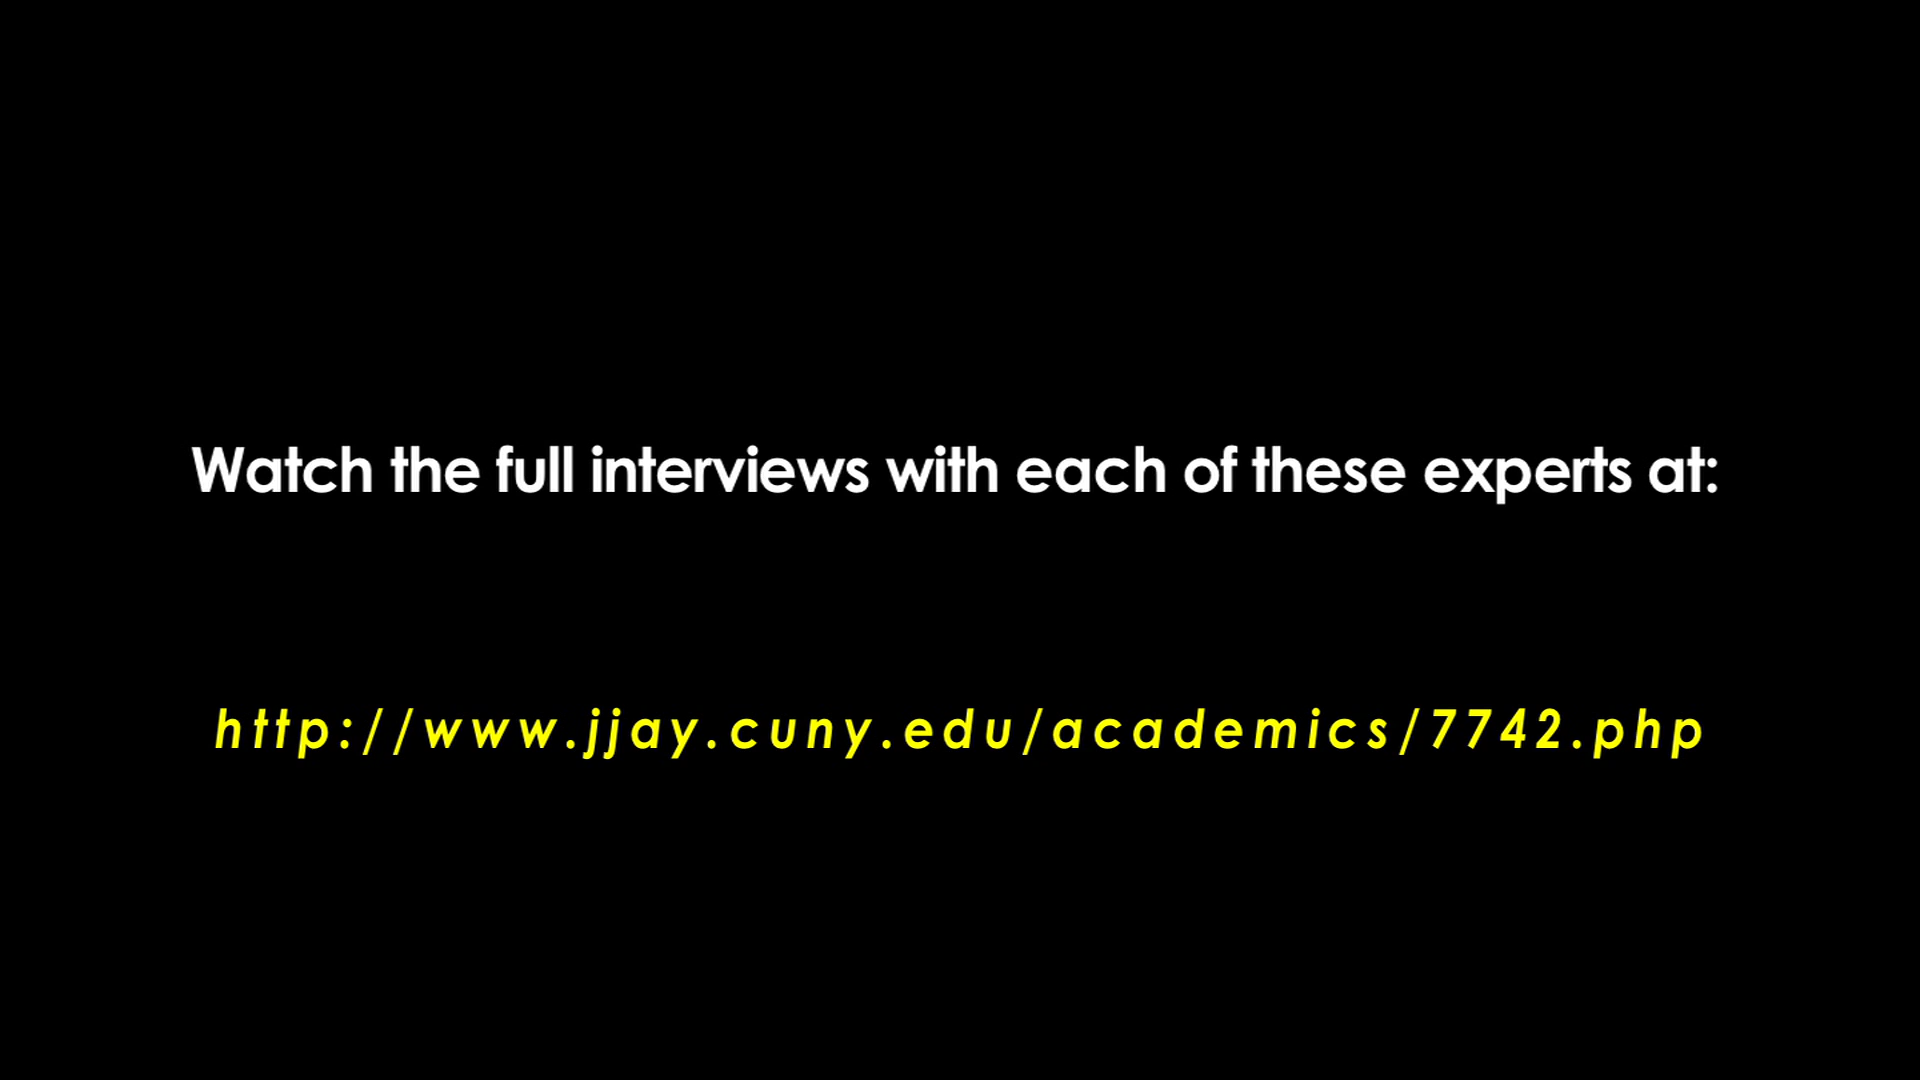 Watch the full interviews with each of these experts at:
http://www.jjay.cuny.edu/academics/7742.php